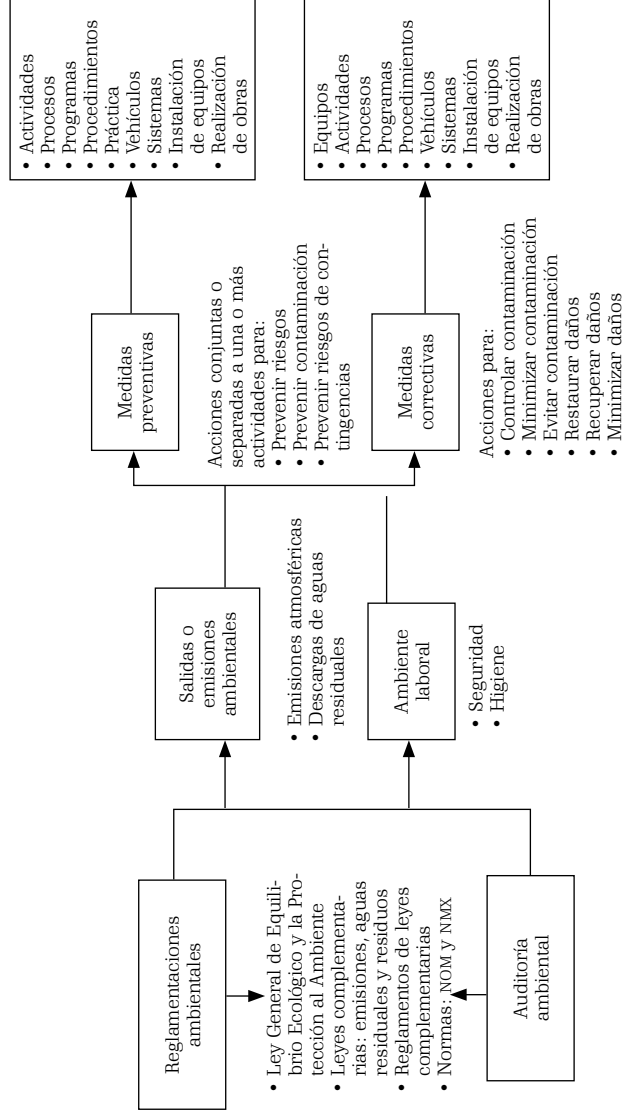 Reglamentaciones
ambientales
• Ley General de Equili-
brio Ecológico y la Pro-
tección al Ambiente
• Leyes complementa-
rias: emisiones, aguas
residuales y residuos
• Reglamentos de leyes
complementarias
• Normas: NOM y NMX
Auditoría
ambiental
Salidas o
emisiones
ambientales
• Emisiones atmosféricas
• Descargas de aguas
residuales
Ambiente
laboral
• Seguridad
• Higiene
Medidas
preventivas
Acciones conjuntas o
separadas a una o más
actividades para:
• Prevenir riesgos
• Prevenir contaminación
• Prevenir riesgos de con-
tingencias
Medidas
correctivas
Acciones para:
• Controlar contaminación
• Minimizar contaminación
• Evitar contaminación
• Restaurar daños
• Recuperar daños
• Minimizar daños
• Actividades
• Procesos
• Programas
• Procedimientos
• Práctica
• Vehículos
• Sistemas
• Instalación
de equipos
• Realización
de obras
• Equipos
• Actividades
• Procesos
• Programas
• Procedimientos
• Vehículos
• Sistemas
• Instalación
de equipos
• Realización
de obras